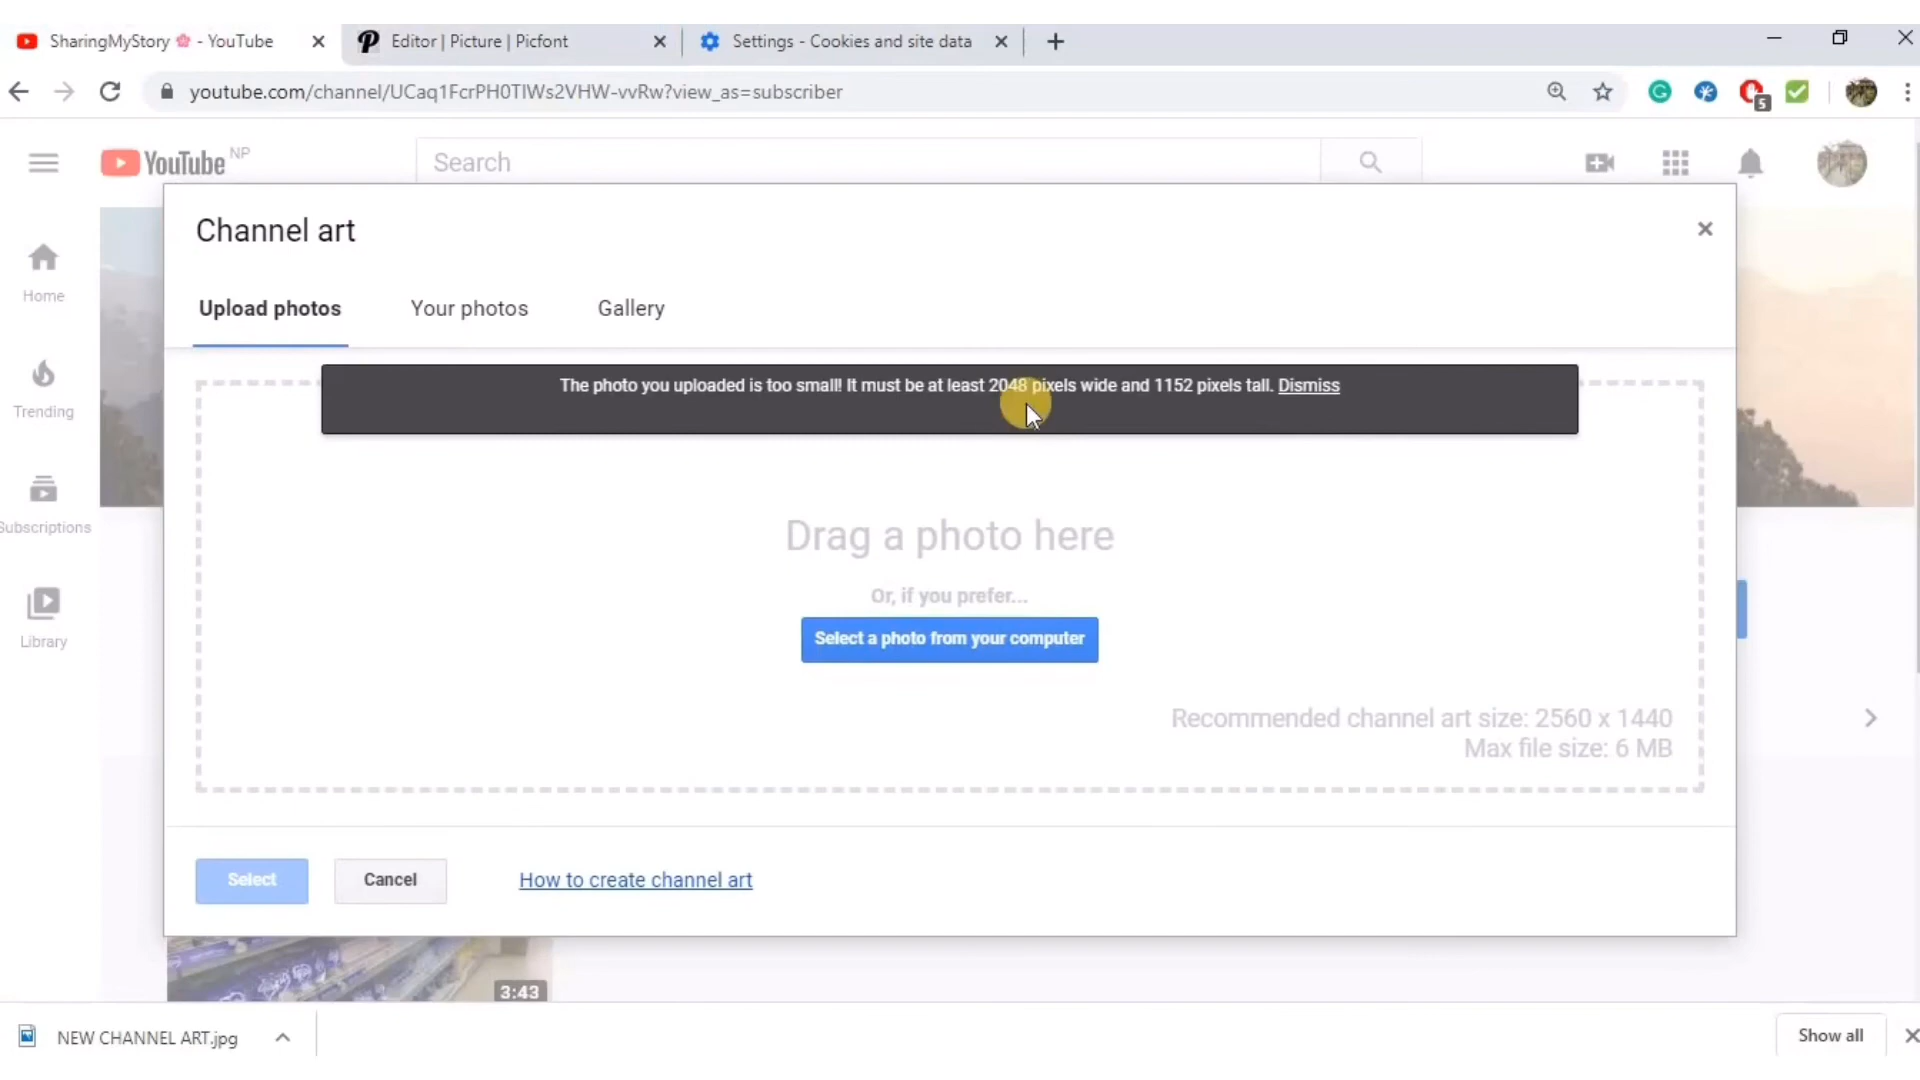 SharingMyStory 🌸 - YouTube
Editor | Picture | Picfont
Settings - Cookies and site data
youtube.com/channel/UCaq1FcrPH0TIWs2VHW-vvRw?view_as=subscriber
5
YouTube NP
Search
Channel art
Upload photos
Your photos
Gallery
The photo you uploaded is too small! It must be at least 2048 pixels wide and 1152 pixels tall. Dismiss
Drag a photo here
Or, if you prefer...
Select a photo from your computer
Recommended channel art size: 2560 x 1440
Max file size: 6 MB
Select
Cancel
How to create channel art
Home
Trending
Subscriptions
Library
3:43
NEW CHANNEL ART.jpg
Show all